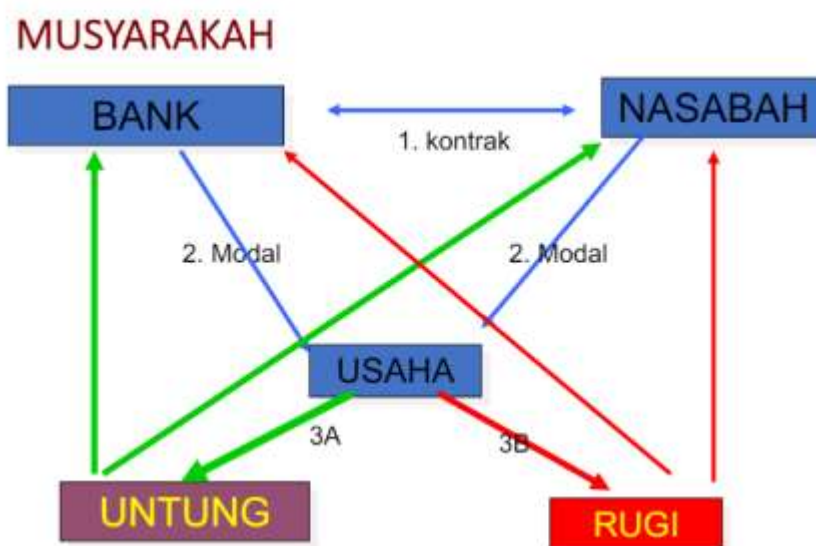 MUSYARAKAH
BANK
NASABAH
1. kontrak
2. Modal
2. Modal
USAHA
3A
3B
UNTUNG
RUGI